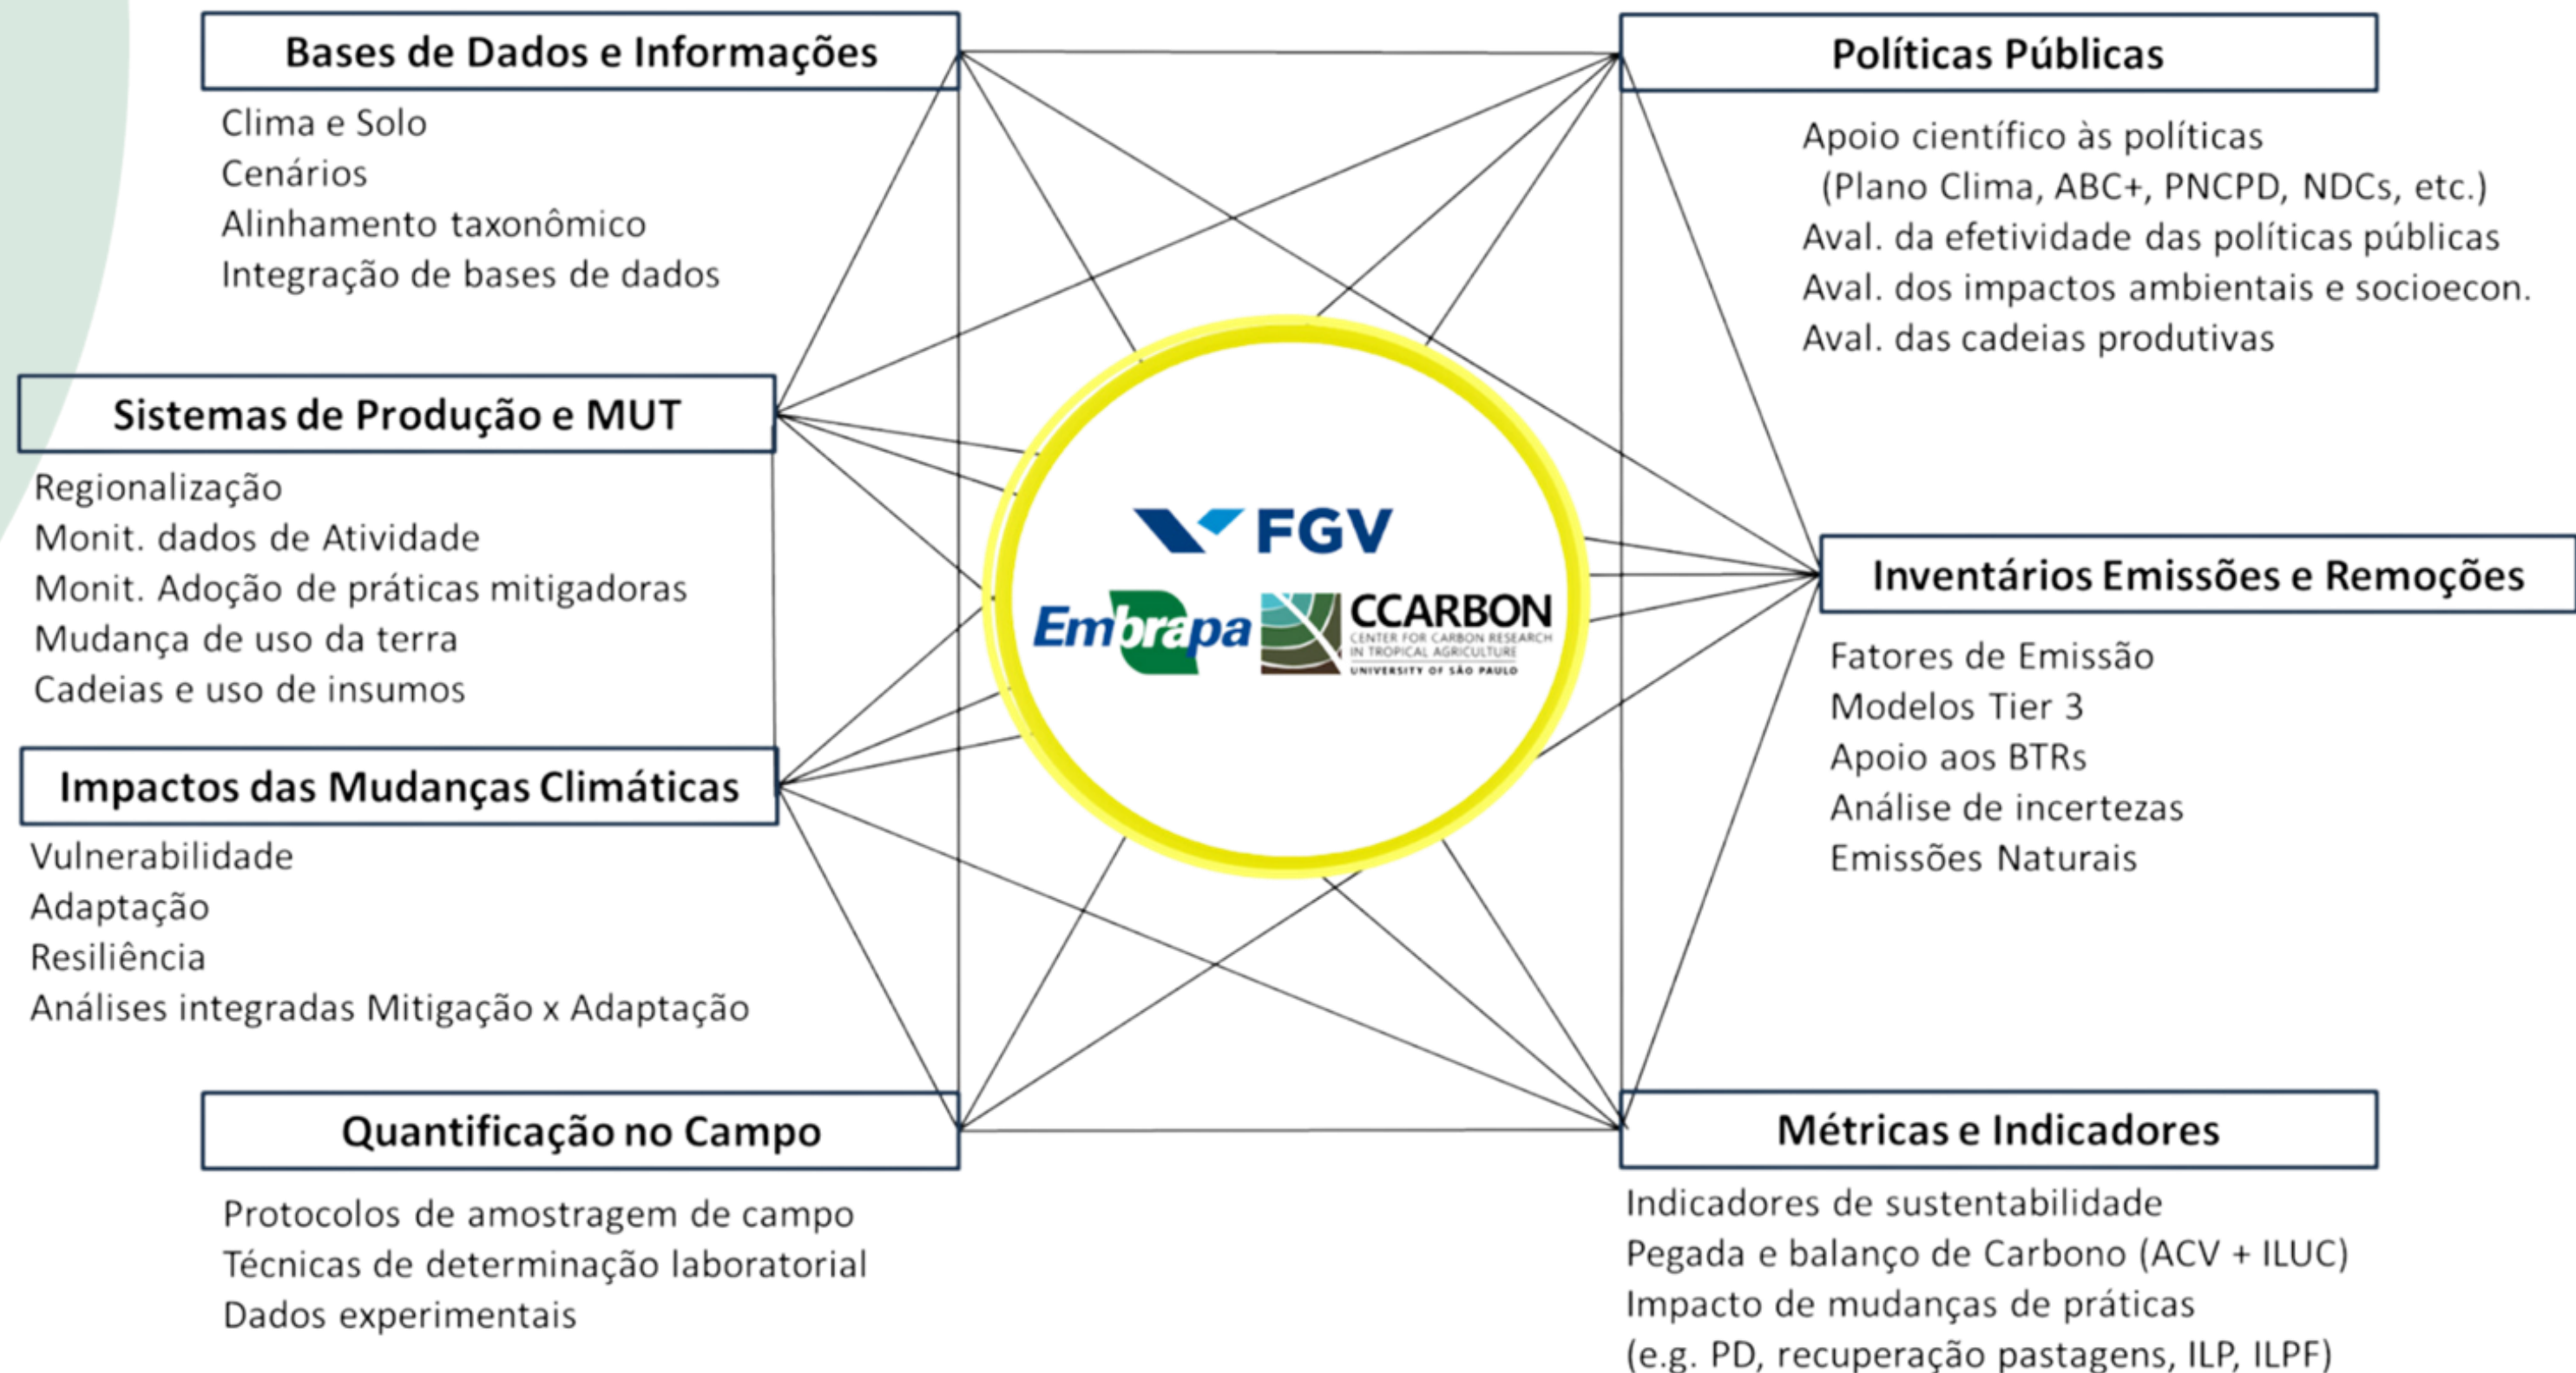 Bases de Dados e Informações
Clima e Solo
Cenários
Alinhamento taxonômico
Integração de bases de dados
Políticas Públicas
Apoio científico às políticas
(Plano Clima, ABC+, PNCPD, NDCs, etc.)
Aval. da efetividade das políticas públicas
Aval. dos impactos ambientais e socioecon.
Aval. das cadeias produtivas
Sistemas de Produção e MUT
Regionalização
Monit. dados de Atividade
Monit. Adoção de práticas mitigadoras
Mudança de uso da terra
Cadeias e uso de insumos
FGV
Embrapa
CCARBON
CENTER FOR CARBON RESEARCH
IN TROPICAL AGRICULTURE
UNIVERSITY OF SÃO PAULO
Inventários Emissões e Remoções
Fatores de Emissão
Modelos Tier 3
Apoio aos BTRs
Análise de incertezas
Emissões Naturais
Impactos das Mudanças Climáticas
Vulnerabilidade
Adaptação
Resiliência
Análises integradas Mitigação x Adaptação
Quantificação no Campo
Protocolos de amostragem de campo
Técnicas de determinação laboratorial
Dados experimentais
Métricas e Indicadores
Indicadores de sustentabilidade
Pegada e balanço de Carbono (ACV + ILUC)
Impacto de mudanças de práticas
(e.g. PD, recuperação pastagens, ILP, ILPF)